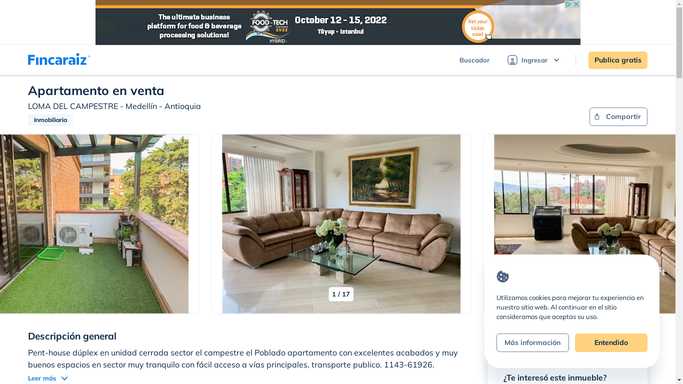 The ultimate business
platform for food & beverage
processing solutions!
FOOD-TECH
HYBRID
October 12 - 15, 2022
Tüyap - Istanbul
Fincaraiz
Buscador
Ingresar
Publica gratis
Apartamento en venta
LOMA DEL CAMPESTRE - Medellín - Antioquia
Inmobiliaria
Compartir
1 / 17
Utilizamos cookies para mejorar tu experiencia en
nuestro sitio web. Al continuar en el sitio
consideramos que aceptas su uso.
Más información
Entendido
Descripción general
Pent-house dúplex en unidad cerrada sector el campestre el Poblado apartamento con excelentes acabados y muy
buenos espacios en sector muy tranquilo con fácil acceso a vías principales, transporte publico. 1143-61926.
Leer más
¿Te interesó este inmueble?